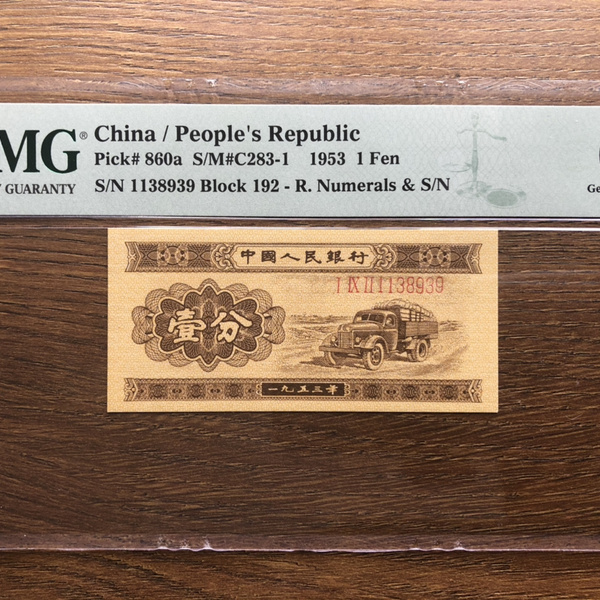 MG® China / People's Republic
Pick# 860a S/M#C283-1 1953 1 Fen
GUARANTY S/N 1138939 Block 192 - R. Numerals & S/N
Ge
中國人民銀行
I IX II 1138939
壹分
一九五三年